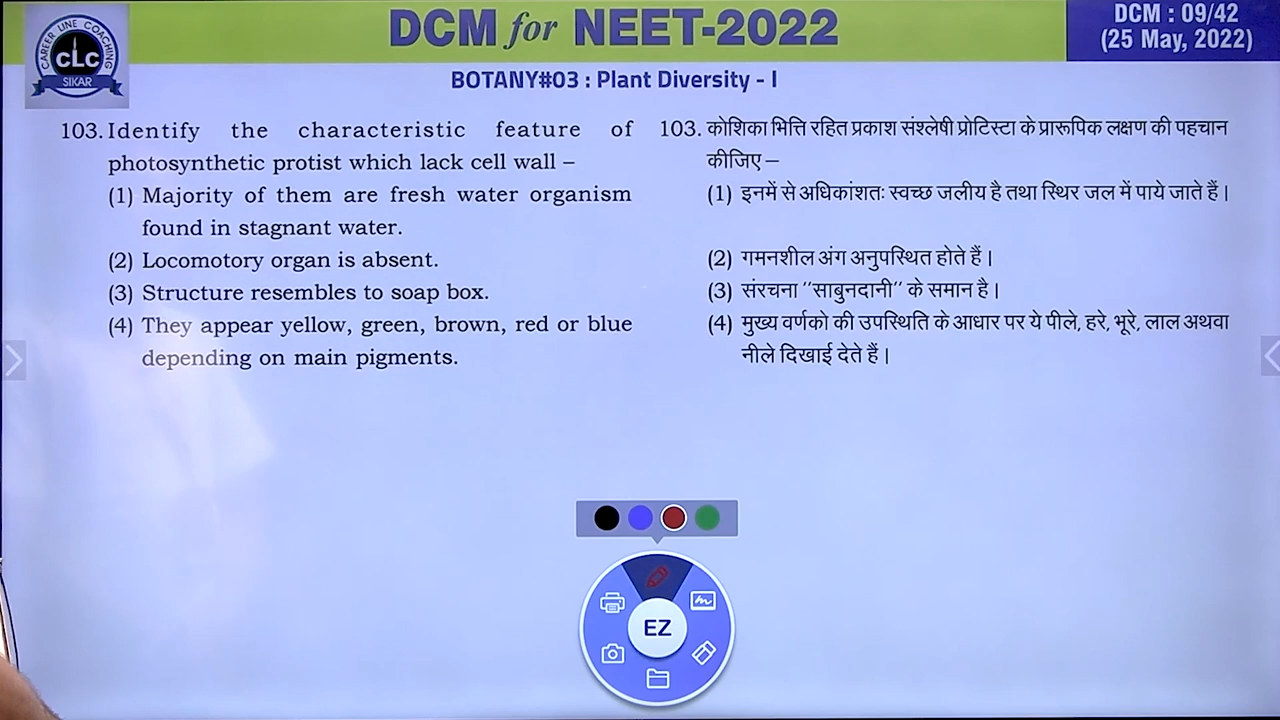 CAREER LINE COACHING
CLC
SIKAR
DCM for NEET-2022
DCM : 09/42
(25 May, 2022)
BOTANY#03 : Plant Diversity - I
103. Identify the characteristic feature of
photosynthetic protist which lack cell wall –
(1) Majority of them are fresh water organism
found in stagnant water.
(2) Locomotory organ is absent.
(3) Structure resembles to soap box.
(4) They appear yellow, green, brown, red or blue
depending on main pigments.
103. कोशिका भित्ति रहित प्रकाश संश्लेषी प्रोटिस्टा के प्रारूपिक लक्षण की पहचान
कीजिए –
(1) इनमें से अधिकांशतः स्वच्छ जलीय है तथा स्थिर जल में पाये जाते हैं।
(2) गमनशील अंग अनुपस्थित होते हैं।
(3) संरचना ‘‘साबुनदानी’’ के समान है।
(4) मुख्य वर्णको की उपस्थिति के आधार पर ये पीले, हरे, भूरे, लाल अथवा
नीले दिखाई देते हैं।
EZ